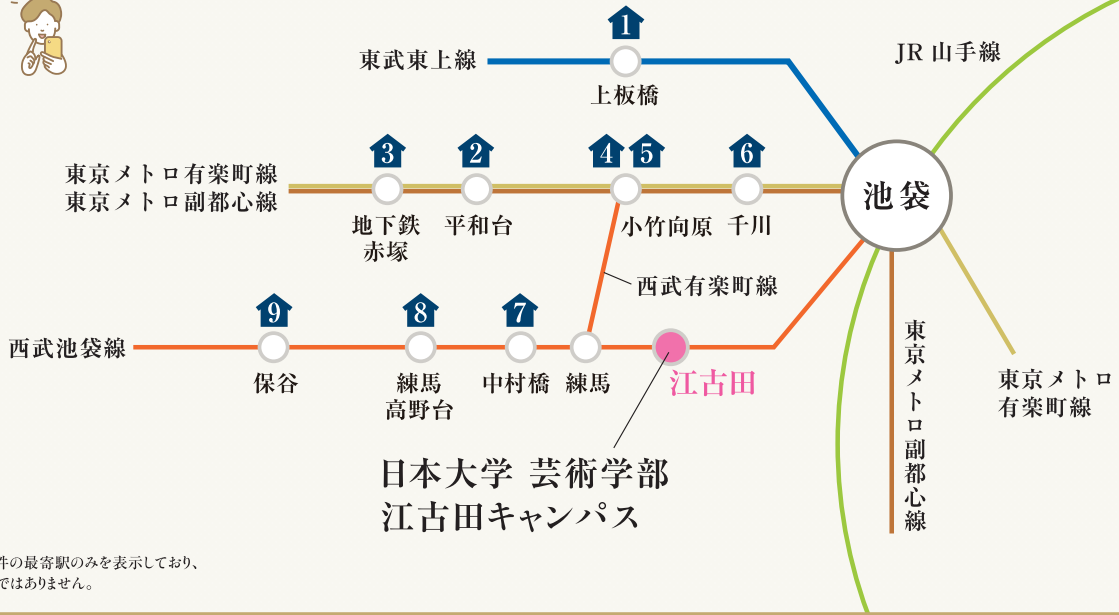 1
東武東上線
上板橋
JR 山手線
3
2
4
5
6
東京メトロ有楽町線
東京メトロ副都心線
地下鉄
赤塚
平和台
小竹向原
千川
池袋
西武有楽町線
9
8
7
西武池袋線
保谷
練馬
高野台
中村橋
練馬
江古田
東京メトロ副都心線
東京メトロ
有楽町線
日本大学 芸術学部
江古田キャンパス
件の最寄駅のみを表示しており、
ではありません。